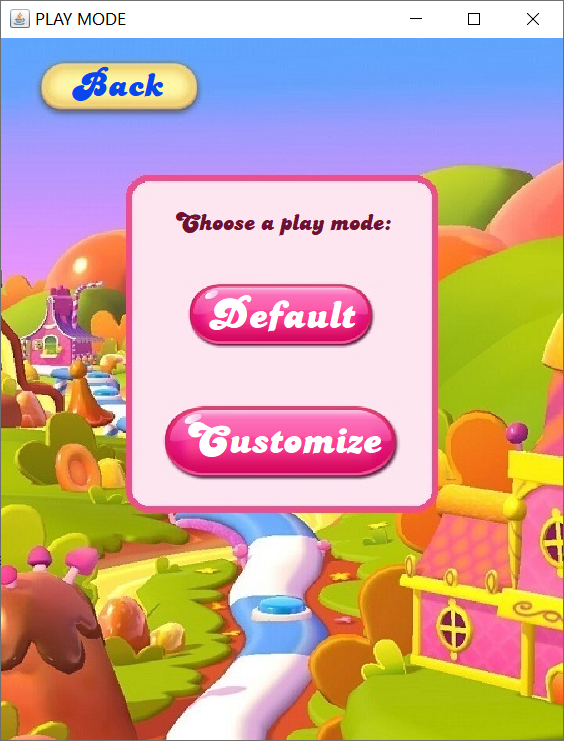 PLAY MODE
Back
Choose a play mode:
Default
Customize